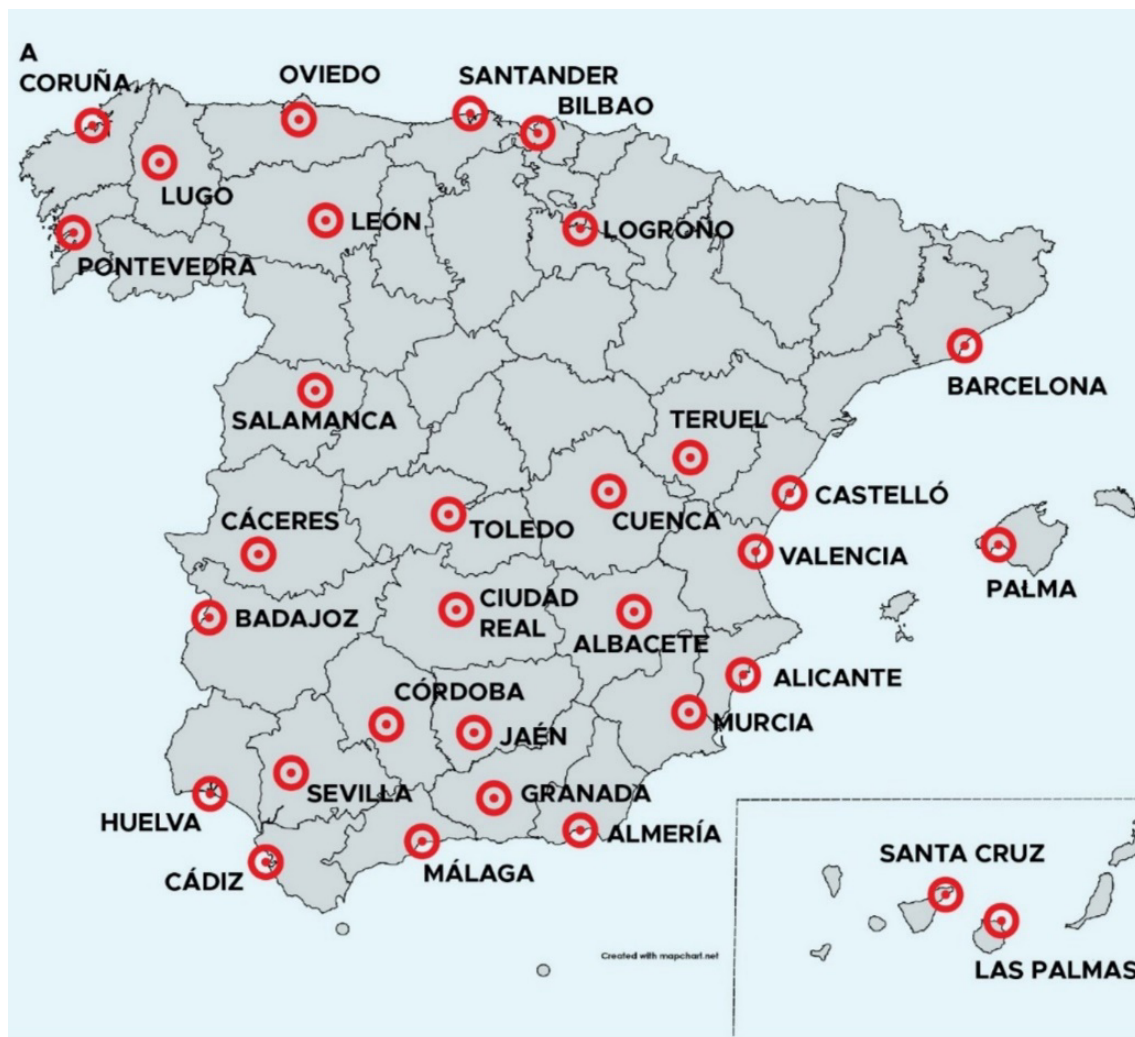 A
CORUÑA
OVIEDO
SANTANDER
BILBAO
LUGO
LEÓN
LOGROÑO
PONTEVEDRA
BARCELONA
SALAMANCA
TERUEL
CASTELLÓ
CÁCERES
TOLEDO
CUENCA
VALENCIA
PALMA
BADAJOZ
CIUDAD
REAL
ALBACETE
ALICANTE
CÓRDOBA
MURCIA
JAÉN
SEVILLA
GRANADA
HUELVA
ALMERÍA
CÁDIZ
MÁLAGA
SANTA CRUZ
Created with mapchart.net
LAS PALMAS